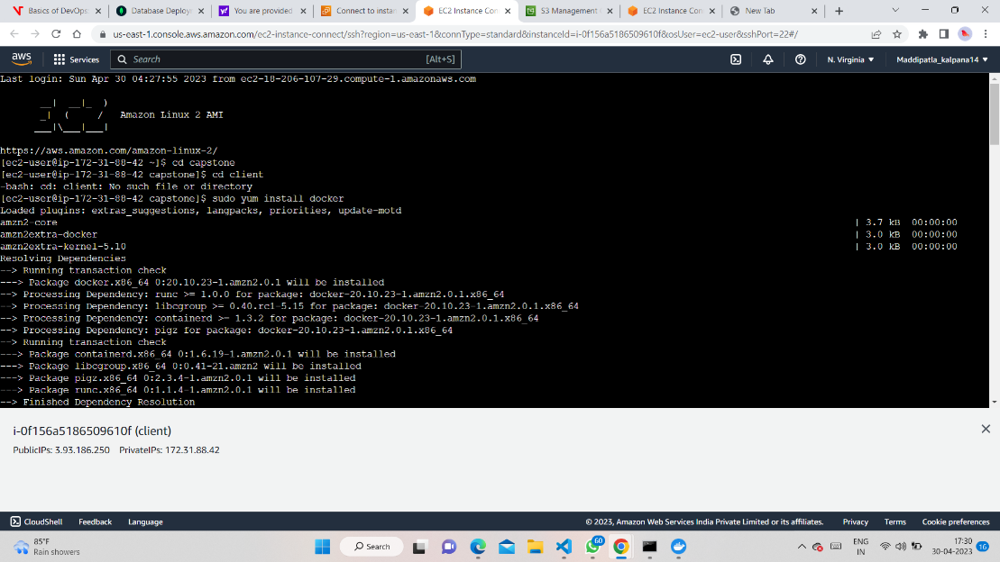 Basics of DevOps
Database Deploy
You are provided
Connect to instan
EC2 Instance Con
S3 Management
EC2 Instance Con
New Tab
us-east-1.console.aws.amazon.com/ec2-instance-connect/ssh?region=us-east-1&connType=standard&instanceId=i-0f156a5186509610f&osUser=ec2-user&sshPort=22#/
aws
Services
Search
[Alt+S]
N. Virginia
Maddipatla_kalpana14
Last login: Sun Apr 30 04:27:55 2023 from ec2-18-206-107-29.compute-1.amazonaws.com
__|  __|_  )
_|  (     /   Amazon Linux 2 AMI
___|\___|___|
https://aws.amazon.com/amazon-linux-2/
[ec2-user@ip-172-31-88-42 ~]$ cd capstone
[ec2-user@ip-172-31-88-42 capstone]$ cd client
-bash: cd: client: No such file or directory
[ec2-user@ip-172-31-88-42 capstone]$ sudo yum install docker
Loaded plugins: extras_suggestions, langpacks, priorities, update-motd
amzn2-core | 3.7 kB 00:00:00
amzn2extra-docker | 3.0 kB 00:00:00
amzn2extra-kernel-5.10 | 3.0 kB 00:00:00
Resolving Dependencies
--> Running transaction check
---> Package docker.x86_64 0:20.10.23-1.amzn2.0.1 will be installed
--> Processing Dependency: runc >= 1.0.0 for package: docker-20.10.23-1.amzn2.0.1.x86_64
--> Processing Dependency: libcgroup >= 0.40.rc1-5.15 for package: docker-20.10.23-1.amzn2.0.1.x86_64
--> Processing Dependency: containerd >= 1.3.2 for package: docker-20.10.23-1.amzn2.0.1.x86_64
--> Processing Dependency: pigz for package: docker-20.10.23-1.amzn2.0.1.x86_64
--> Running transaction check
---> Package containerd.x86_64 0:1.6.19-1.amzn2.0.1 will be installed
---> Package libcgroup.x86_64 0:0.41-21.amzn2 will be installed
---> Package pigz.x86_64 0:2.3.4-1.amzn2.0.1 will be installed
---> Package runc.x86_64 0:1.1.4-1.amzn2.0.1 will be installed
--> Finished Dependency Resolution
i-0f156a5186509610f (client)
PublicIPs: 3.93.186.250 PrivateIPs: 172.31.88.42
CloudShell
Feedback
Language
© 2023, Amazon Web Services India Private Limited or its affiliates.
Privacy
Terms
Cookie preferences
85°F
Rain showers
Search
60
ENG
IN
17:30
30-04-2023
16